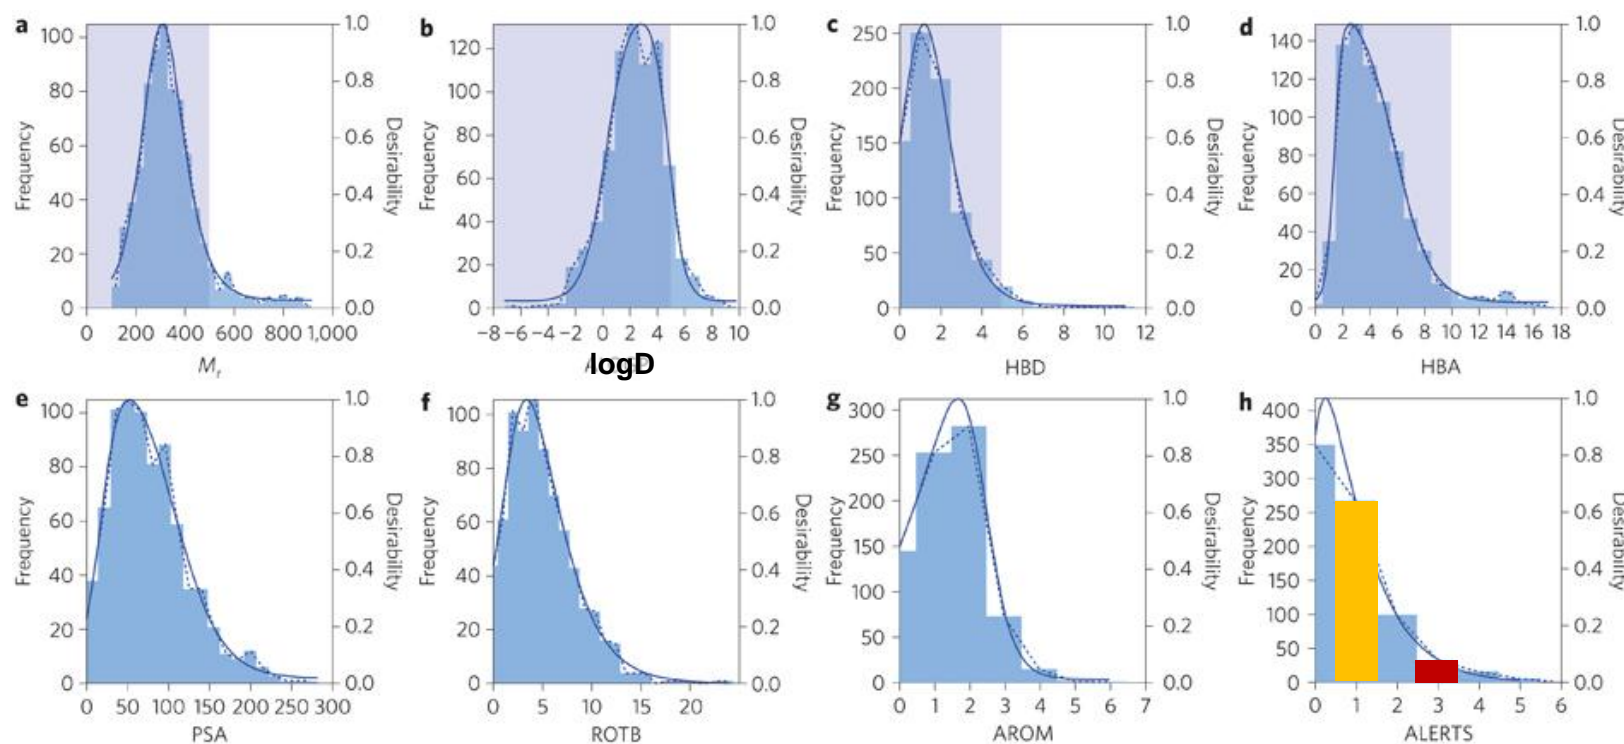 a
100
80
60
40
20
0
Frequency
0 200 400 600 800 1,000
M_r
1.0
0.8
0.6
0.4
0.2
0.0
Desirability
b
120
100
80
60
40
20
0
Frequency
−8 −6 −4 −2 0 2 4 6 8 10
logD
1.0
0.8
0.6
0.4
0.2
0.0
Desirability
c
250
200
150
100
50
0
Frequency
0 2 4 6 8 10 12
HBD
1.0
0.8
0.6
0.4
0.2
0.0
Desirability
d
140
120
100
80
60
40
20
0
Frequency
0 2 4 6 8 10 12 14 16 18
HBA
1.0
0.8
0.6
0.4
0.2
0.0
Desirability
e
100
80
60
40
20
0
Frequency
0 50 100 150 200 250 300
PSA
1.0
0.8
0.6
0.4
0.2
0.0
Desirability
f
100
80
60
40
20
0
Frequency
0 5 10 15 20
ROTB
1.0
0.8
0.6
0.4
0.2
0.0
Desirability
g
300
250
200
150
100
50
0
Frequency
0 1 2 3 4 5 6 7
AROM
1.0
0.8
0.6
0.4
0.2
0.0
Desirability
h
400
350
300
250
200
150
100
50
0
Frequency
0 1 2 3 4 5 6
ALERTS
1.0
0.8
0.6
0.4
0.2
0.0
Desirability